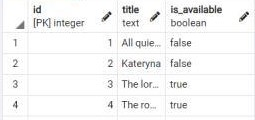 id title is_available
[PK] integer text boolean
1 1 All quie... false
2 2 Kateryna false
3 3 The lor... true
4 4 The ro... true